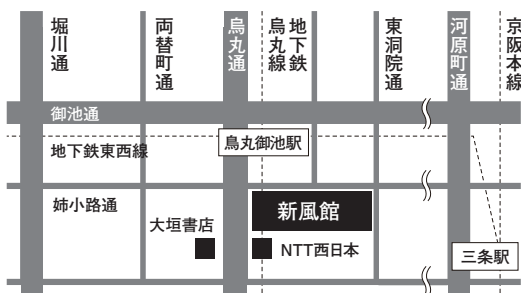 堀川通
両替町通
烏丸通
地下鉄
烏丸線
東洞院通
河原町通
京阪本線
御池通
烏丸御池駅
地下鉄東西線
姉小路通
新風館
大垣書店
NTT西日本
三条駅